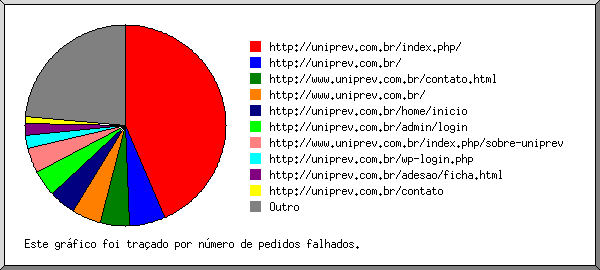 http://uniprev.com.br/index.php/
http://uniprev.com.br/
http://www.uniprev.com.br/contato.html
http://www.uniprev.com.br/
http://uniprev.com.br/home/inicio
http://uniprev.com.br/admin/login
http://www.uniprev.com.br/index.php/sobre-uniprev
http://uniprev.com.br/wp-login.php
http://uniprev.com.br/adesao/ficha.html
http://uniprev.com.br/contato
Outro
Este gráfico foi traçado por número de pedidos falhados.